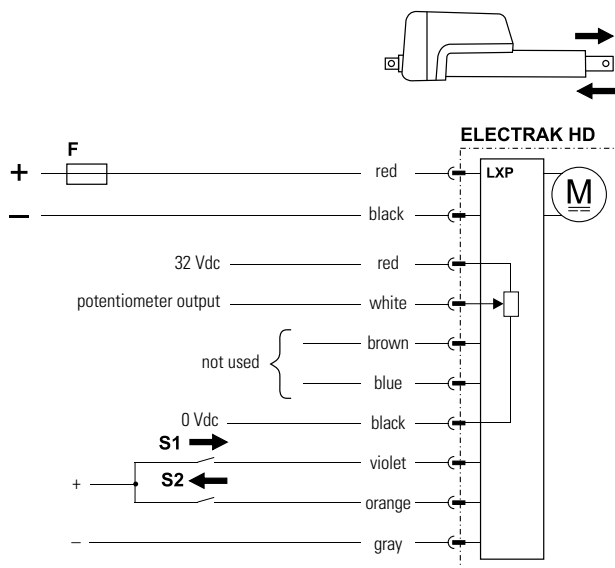 ELECTRAK HD
F
+ red LXP
M
− black
32 Vdc red
potentiometer output white
brown
not used
blue
0 Vdc black
S1
violet
S2
+
orange
− gray